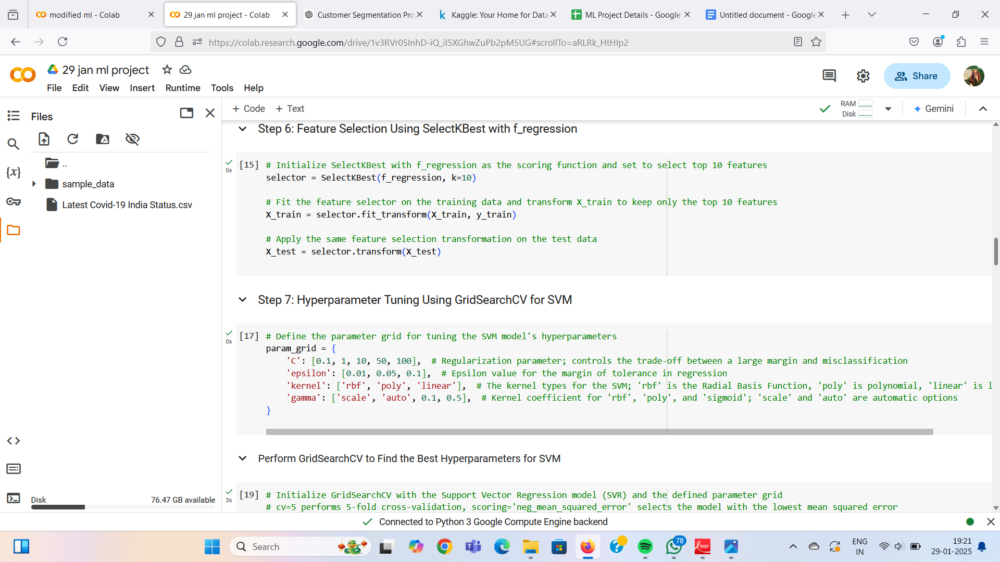 modified ml - Colab
29 jan ml project - Colab
Customer Segmentation Pro
Kaggle: Your Home for Data
ML Project Details - Google
Untitled document - Google
https://colab.research.google.com/drive/1v3RVr05InhD-iQ_iI5XGhwZuPb2pM5UG#scrollTo=aRLRk_HtHIp2
29 jan ml project
File Edit View Insert Runtime Tools Help
Share
Files
+ Code + Text
RAM
Disk
Gemini
..
sample_data
Latest Covid-19 India Status.csv
{x}
Disk
76.47 GB available
Step 6: Feature Selection Using SelectKBest with f_regression
0s
[15] # Initialize SelectKBest with f_regression as the scoring function and set to select top 10 features
selector = SelectKBest(f_regression, k=10)
# Fit the feature selector on the training data and transform X_train to keep only the top 10 features
X_train = selector.fit_transform(X_train, y_train)
# Apply the same feature selection transformation on the test data
X_test = selector.transform(X_test)
Step 7: Hyperparameter Tuning Using GridSearchCV for SVM
0s
[17] # Define the parameter grid for tuning the SVM model's hyperparameters
param_grid = {
'C': [0.1, 1, 10, 50, 100], # Regularization parameter; controls the trade-off between a large margin and misclassification
'epsilon': [0.01, 0.05, 0.1], # Epsilon value for the margin of tolerance in regression
'kernel': ['rbf', 'poly', 'linear'], # The kernel types for the SVM; 'rbf' is the Radial Basis Function, 'poly' is polynomial, 'linear' is l
'gamma': ['scale', 'auto', 0.1, 0.5], # Kernel coefficient for 'rbf', 'poly', and 'sigmoid'; 'scale' and 'auto' are automatic options
}
Perform GridSearchCV to Find the Best Hyperparameters for SVM
3s
[19] # Initialize GridSearchCV with the Support Vector Regression model (SVR) and the defined parameter grid
# cv=5 performs 5-fold cross-validation, scoring='neg_mean_squared_error' selects the model with the lowest mean squared error
Connected to Python 3 Google Compute Engine backend
Search
78
PDF
ENG
IN
19:21
29-01-2025